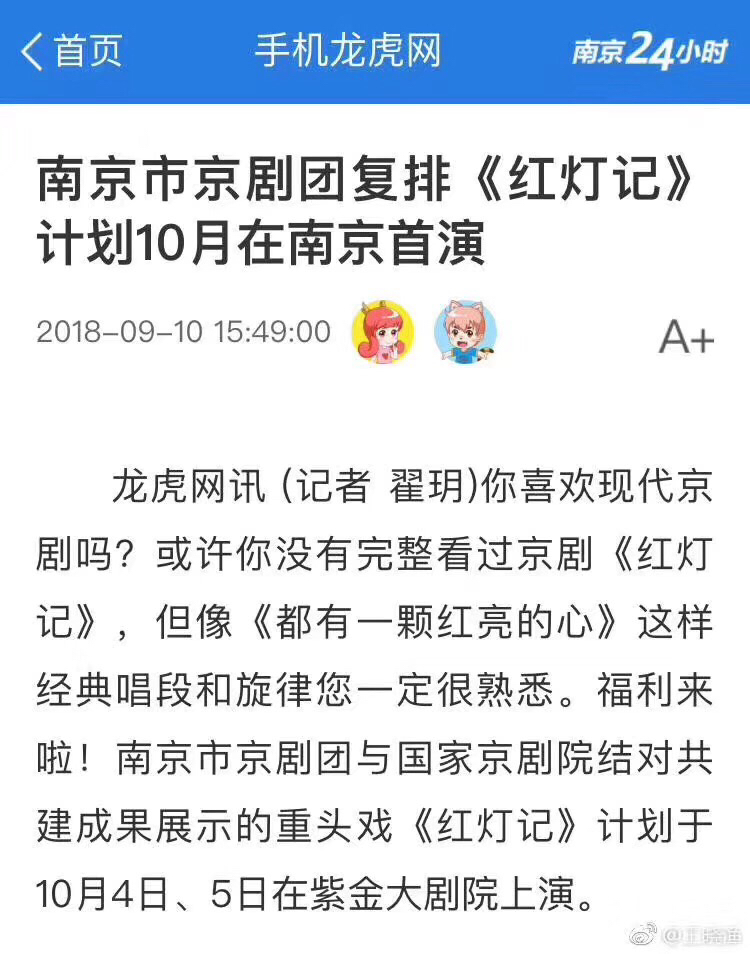 首页
手机龙虎网
南京24小时
南京市京剧团复排《红灯记》
计划10月在南京首演
2018-09-10 15:49:00
A+
龙虎网讯 (记者 翟玥)你喜欢现代京
剧吗？或许你没有完整看过京剧《红灯
记》，但像《都有一颗红亮的心》这样
经典唱段和旋律您一定很熟悉。福利来
啦！南京市京剧团与国家京剧院结对共
建成果展示的重头戏《红灯记》计划于
10月4日、5日在紫金大剧院上演。
@王晓渔